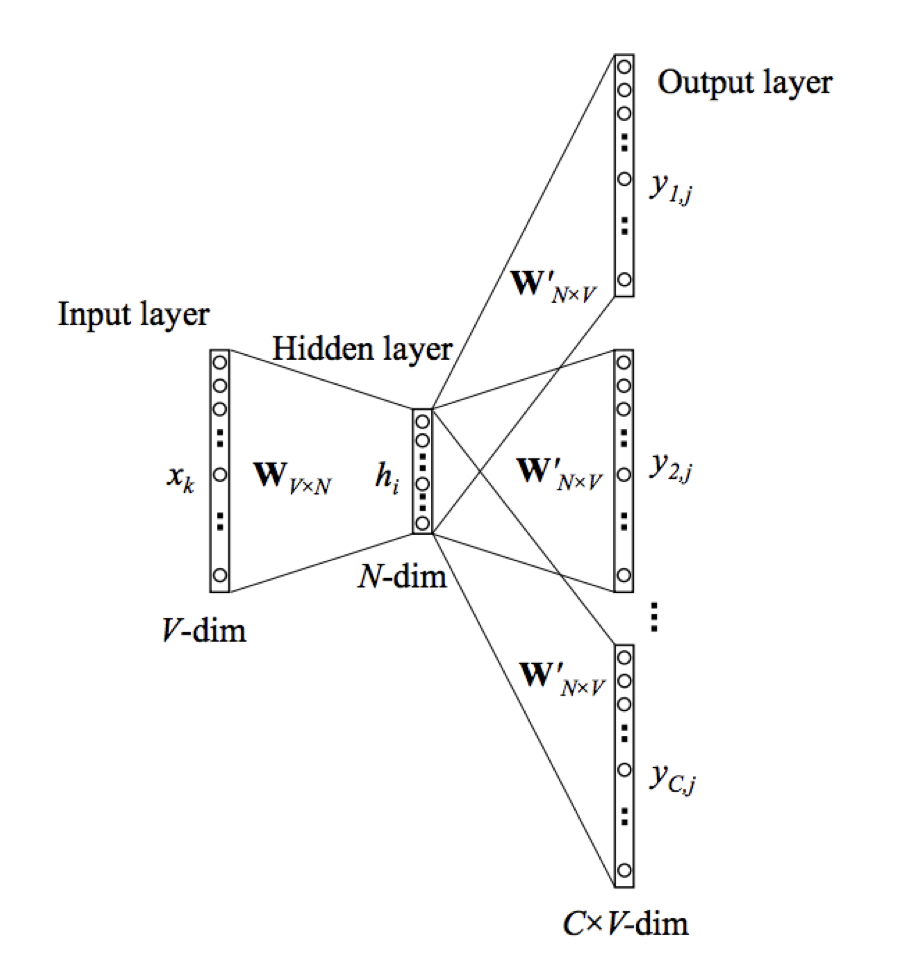 Output layer
y1,j
W'N×V
Input layer
Hidden layer
xk
WV×N
hi
W'N×V
y2,j
N-dim
V-dim
W'N×V
yC,j
C×V-dim